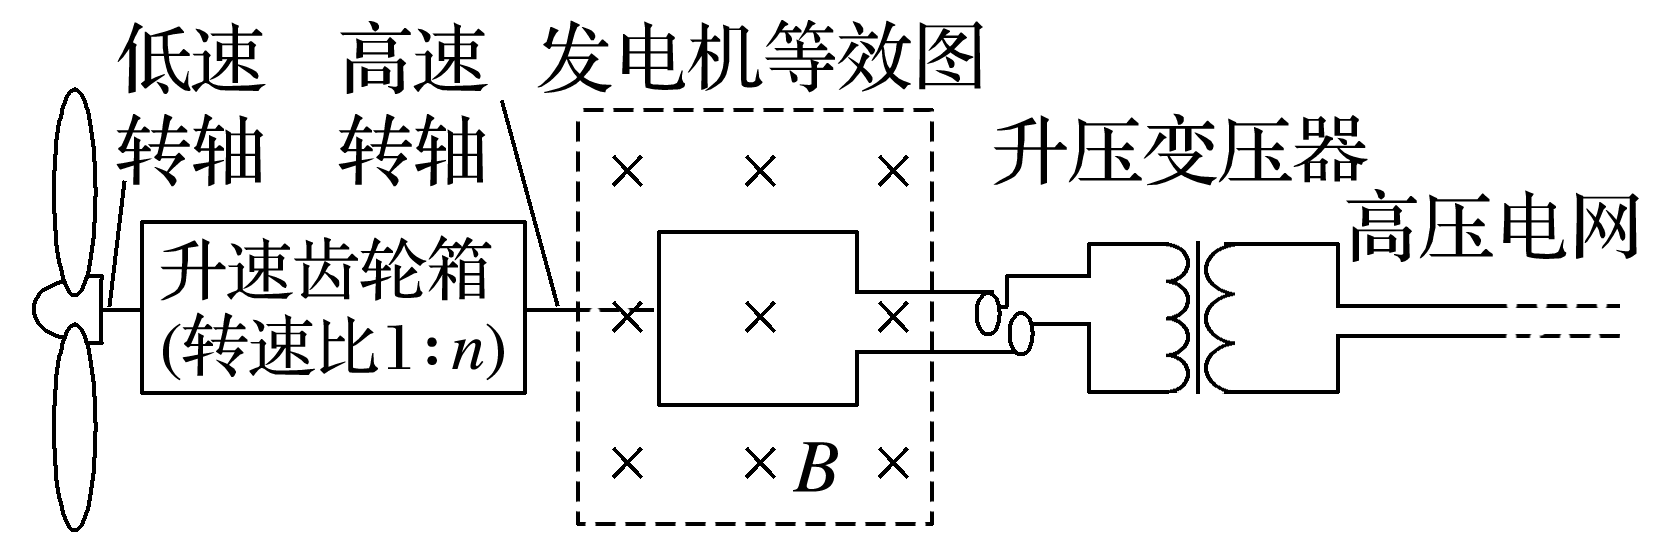 低速
转轴
高速
转轴
发电机等效图
升压变压器
高压电网
升速齿轮箱
(转速比1:n)
B